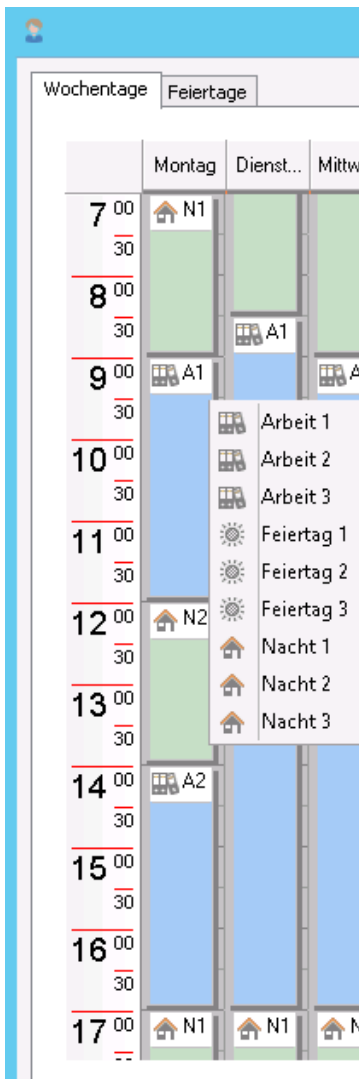 Wochentage Feiertage
Montag Dienst... Mittw
7 00 N1
30
8 00
30 A1
9 00 A1 A
30
Arbeit 1
10 00 Arbeit 2
30 Arbeit 3
11 00 Feiertag 1
30 Feiertag 2
12 00 N2 Feiertag 3
30 Nacht 1
13 00 Nacht 2
30 Nacht 3
14 00 A2
30
15 00
30
16 00
30
17 00 N1 N1 N